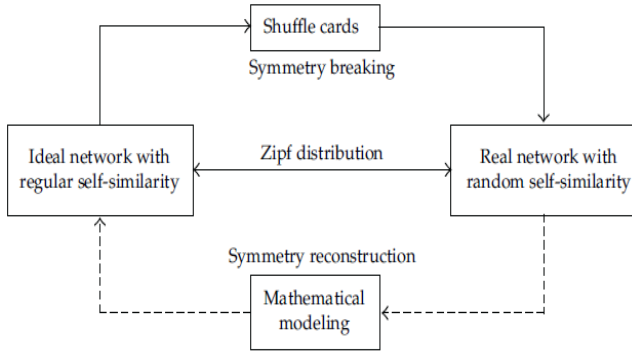 Shuffle cards
Symmetry breaking
Ideal network with
regular self-similarity
Zipf distribution
Real network with
random self-similarity
Symmetry reconstruction
Mathematical
modeling